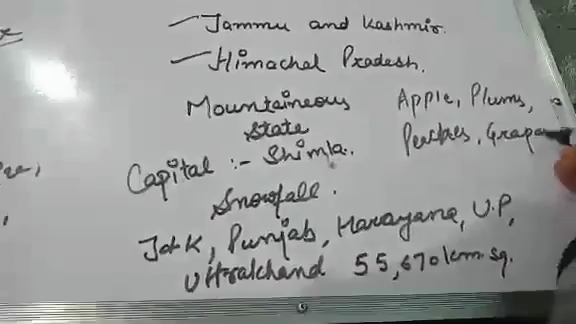 - Jammu and Kashmir.
- Himachal Pradesh.
Mountaineous State
Apple, Plums,
Peaches, Grape
Capital :- Shimla.
Snowfall.
J&K, Punjab, Harayana, U.P,
Uttrakhand 55,670 km sq.